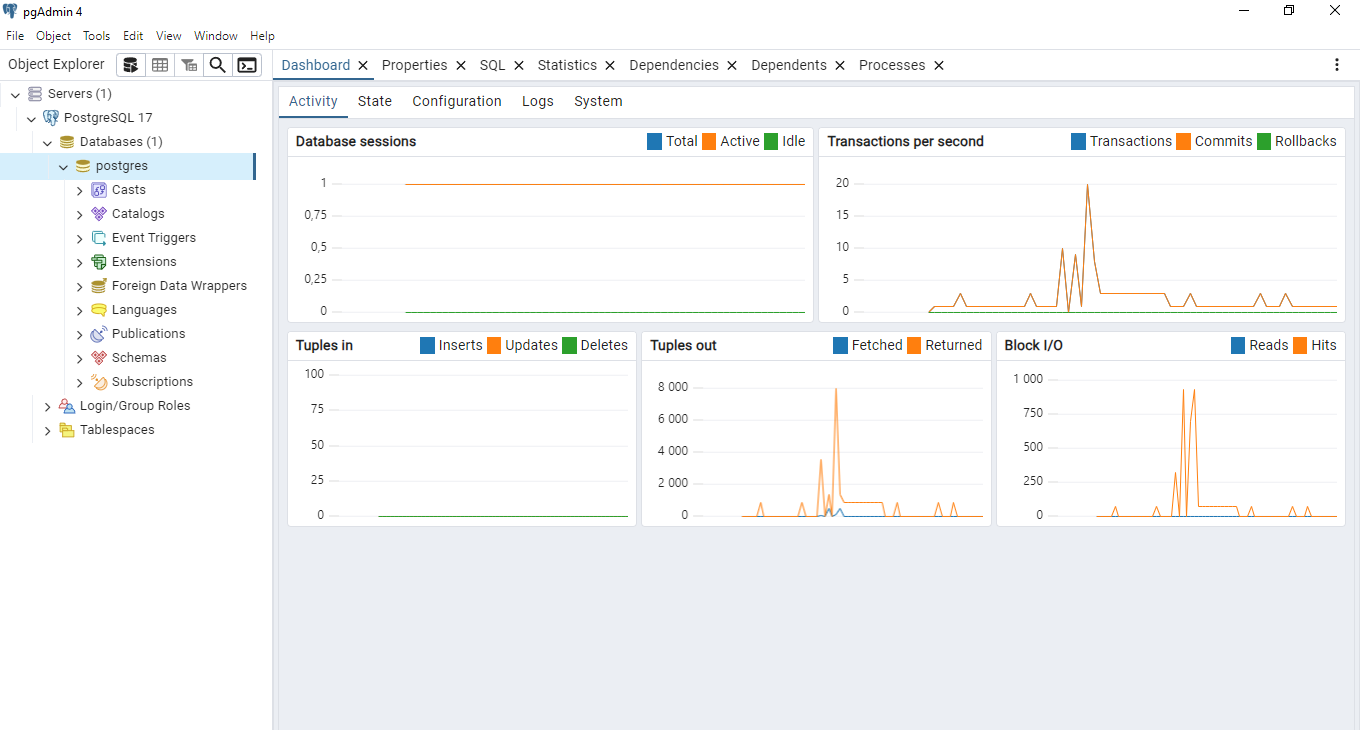 pgAdmin 4
File Object Tools Edit View Window Help
Object Explorer
Dashboard Properties SQL Statistics Dependencies Dependents Processes
Servers (1)
PostgreSQL 17
Databases (1)
postgres
Casts
Catalogs
Event Triggers
Extensions
Foreign Data Wrappers
Languages
Publications
Schemas
Subscriptions
Login/Group Roles
Tablespaces
Activity State Configuration Logs System
Database sessions Total Active Idle
1
0,75
0,5
0,25
0
Transactions per second Transactions Commits Rollbacks
20
15
10
5
0
Tuples in Inserts Updates Deletes
100
75
50
25
0
Tuples out Fetched Returned
8 000
6 000
4 000
2 000
0
Block I/O Reads Hits
1 000
750
500
250
0